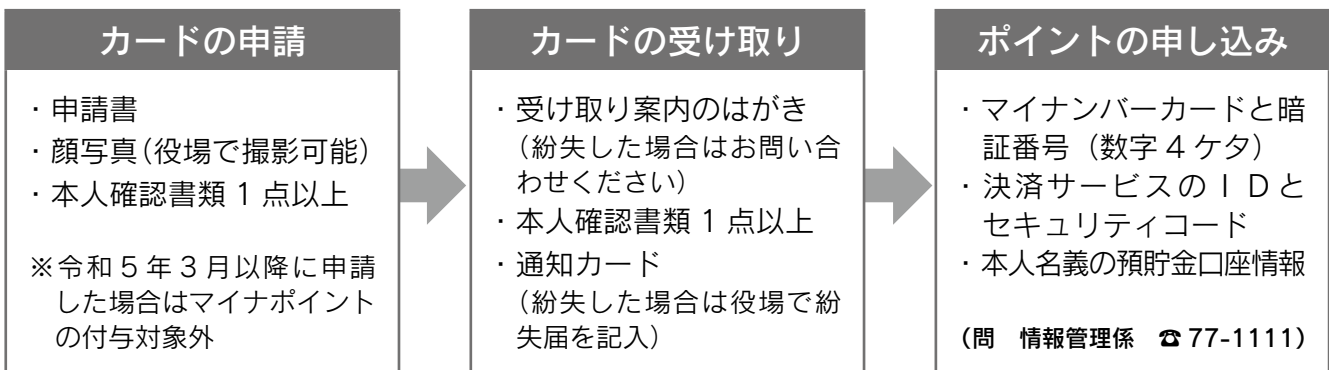 カードの申請
・申請書
・顔写真(役場で撮影可能)
・本人確認書類 1 点以上
※令和5年3月以降に申請
した場合はマイナポイント
の付与対象外
カードの受け取り
・受け取り案内のはがき
(紛失した場合はお問い合
わせください)
・本人確認書類 1 点以上
・通知カード
(紛失した場合は役場で紛
失届を記入)
ポイントの申し込み
・マイナンバーカードと暗
証番号(数字4ケタ)
・決済サービスのIDと
セキュリティコード
・本人名義の預貯金口座情報
(問 情報管理係 ☎77-1111)